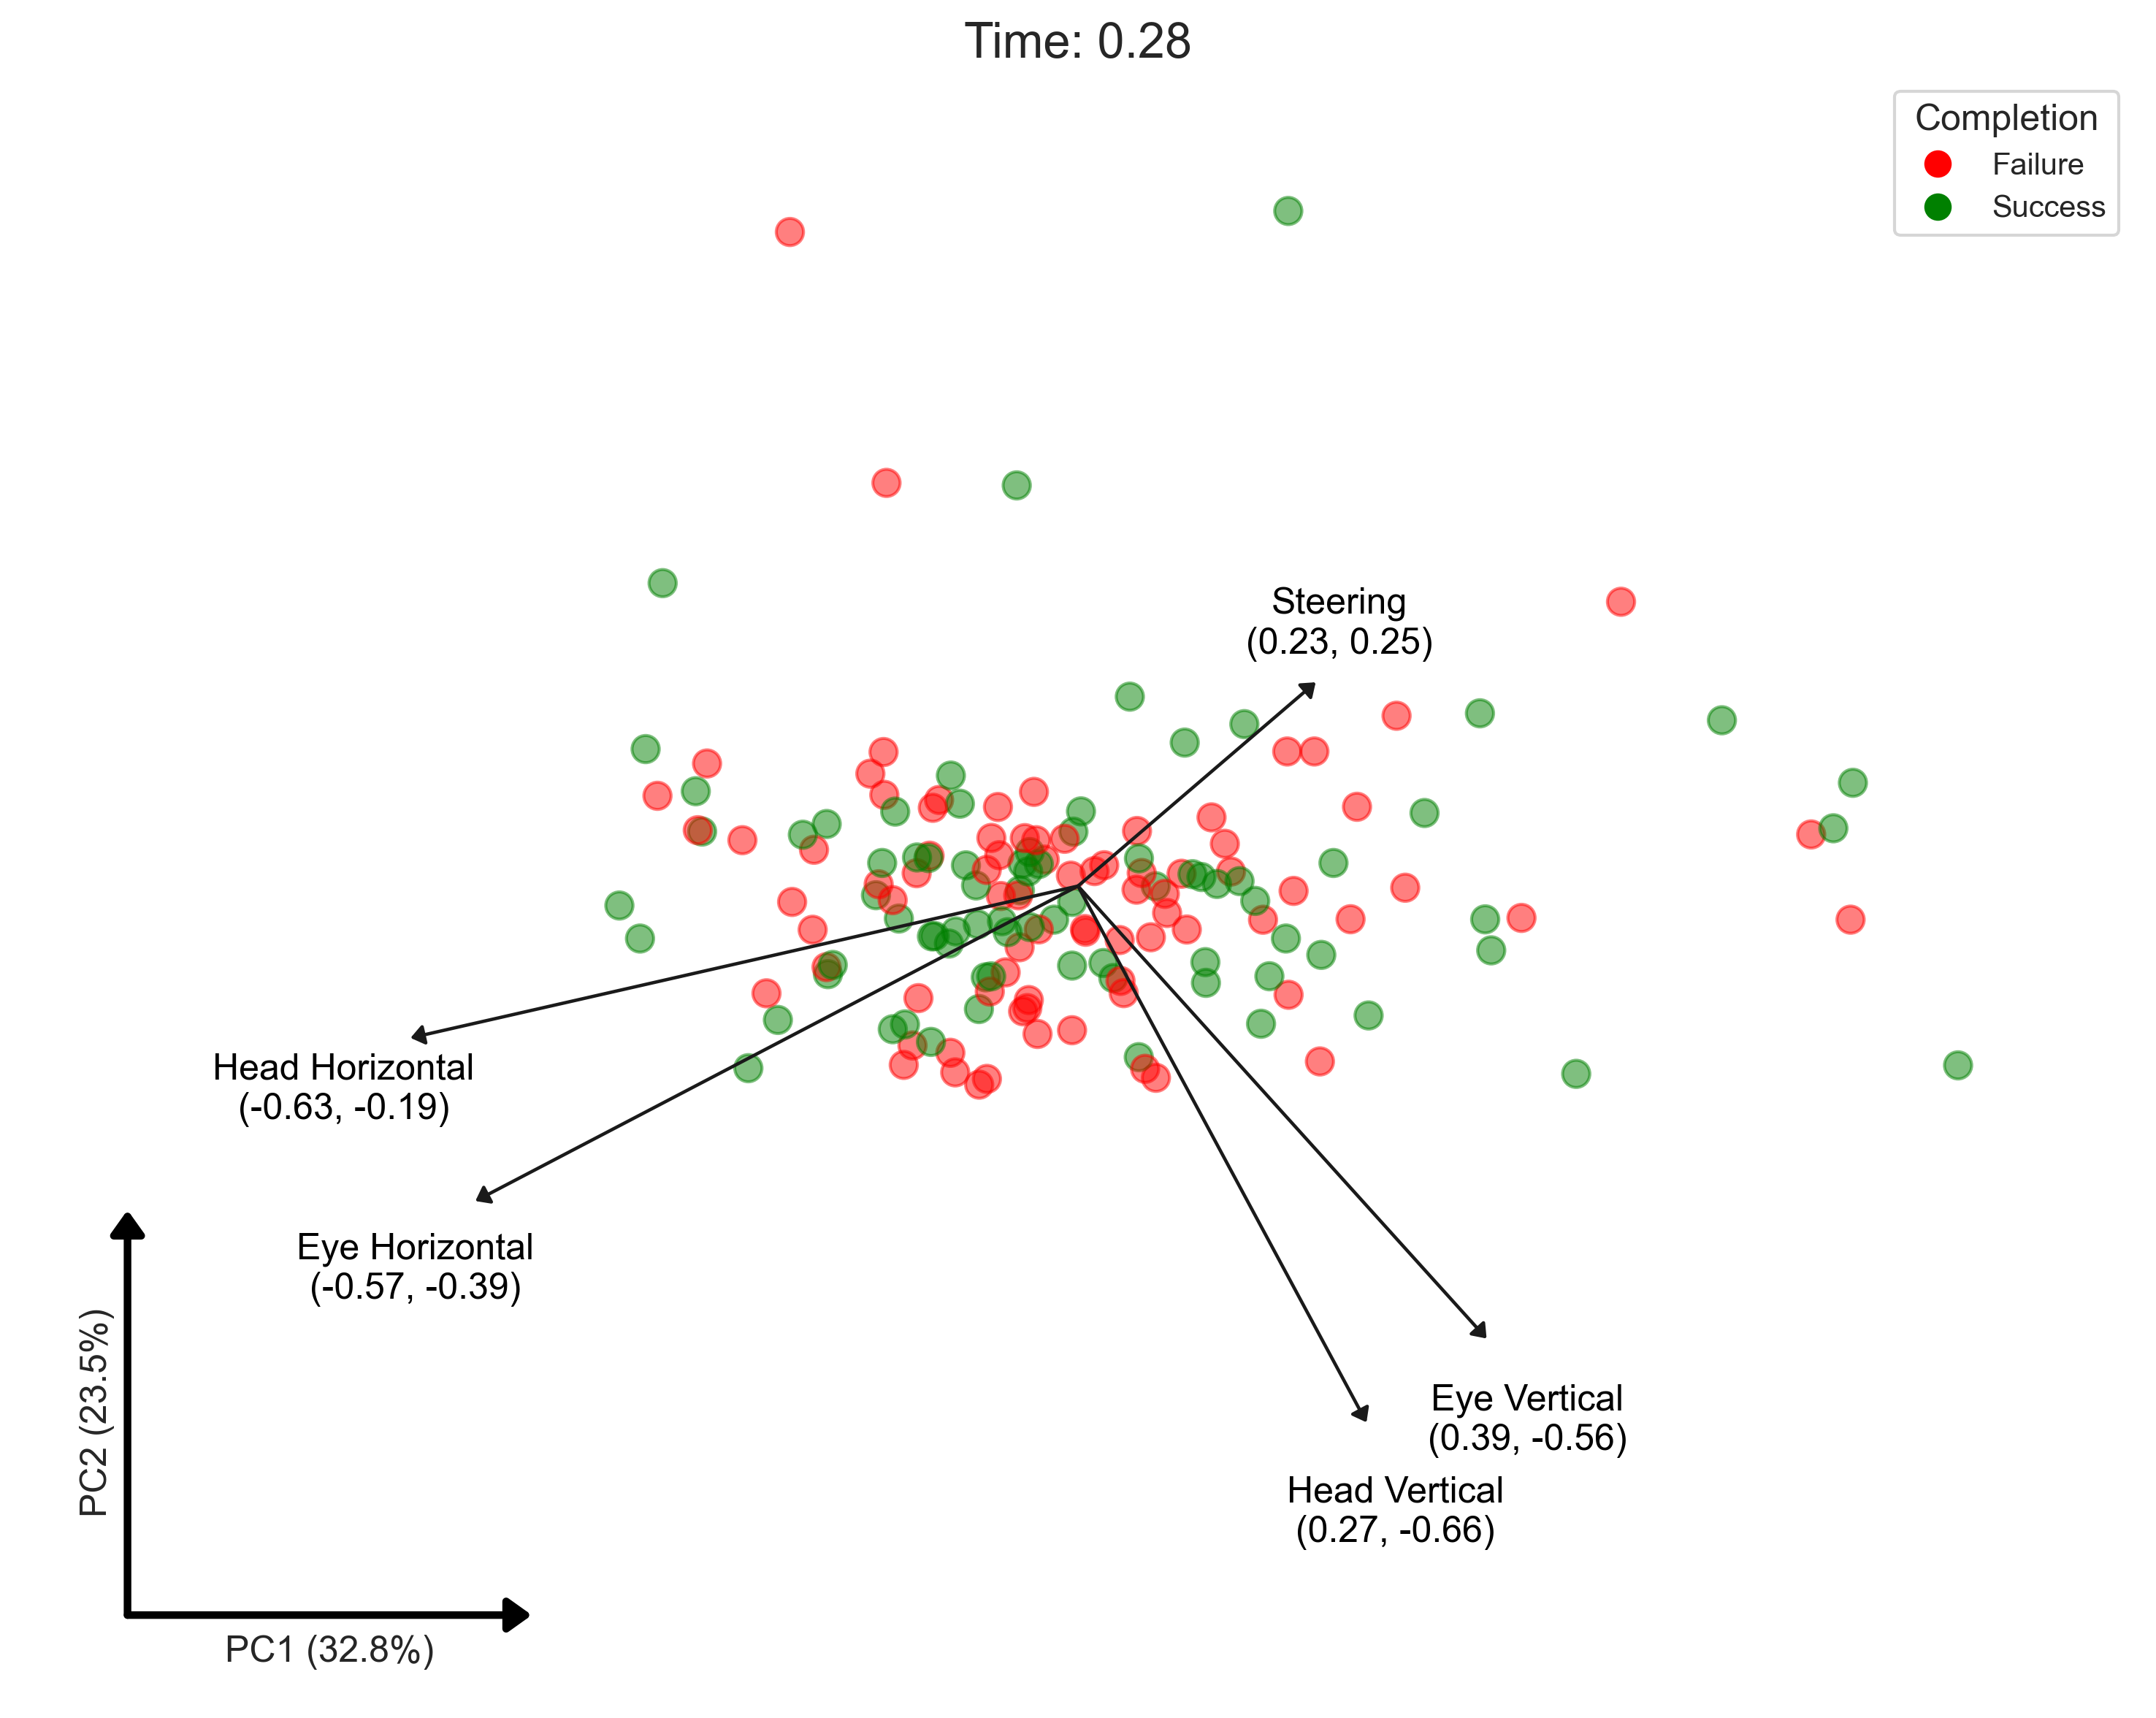 Time: 0.28
Completion
Failure
Success
Steering
(0.23, 0.25)
Head Horizontal
(-0.63, -0.19)
Eye Horizontal
(-0.57, -0.39)
Eye Vertical
(0.39, -0.56)
Head Vertical
(0.27, -0.66)
PC2 (23.5%)
PC1 (32.8%)